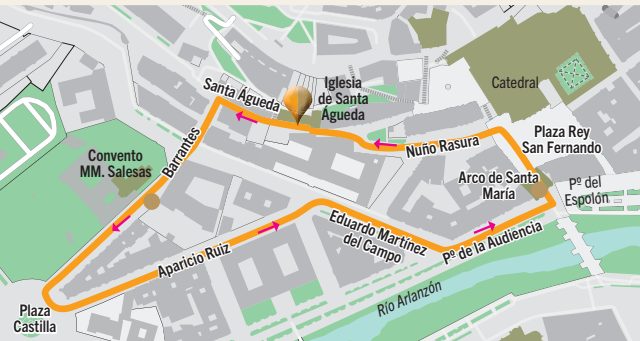 Santa Águeda
Iglesia
de Santa
Águeda
Catedral
Nuño Rasura
Plaza Rey
San Fernando
Arco de Santa
María
Pº del
Espolón
Convento
MM. Salesas
Barrantes
Eduardo Martínez
del Campo
Pº de la Audiencia
Aparicio Ruiz
Río Arlanzón
Plaza
Castilla